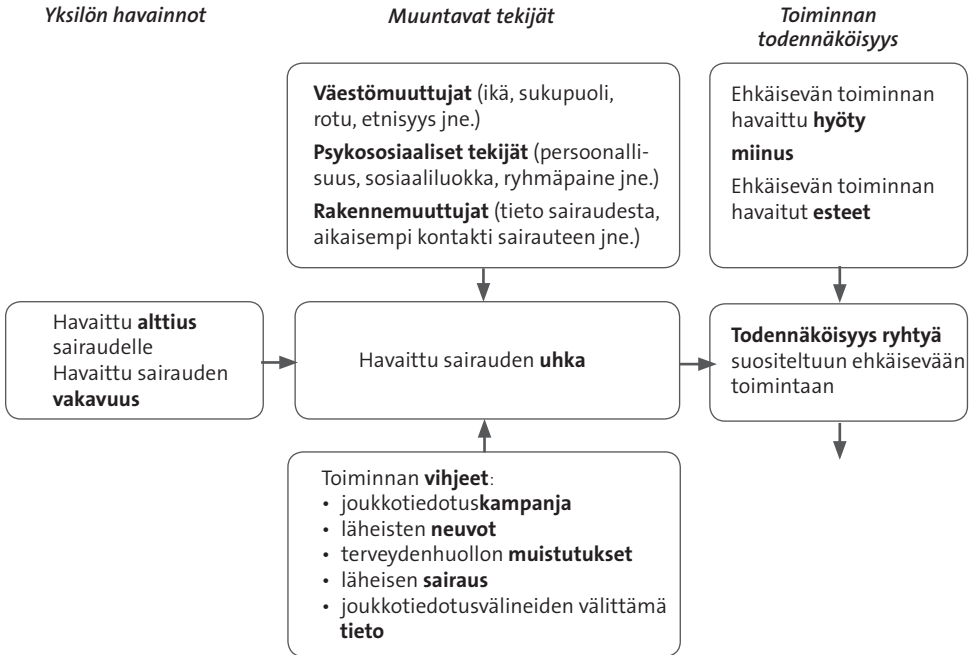 Yksilön havainnot
Muuntavat tekijät
Toiminnan
todennäköisyys
Väestömuuttujat (ikä, sukupuoli,
rotu, etnisyys jne.)
Psykososiaaliset tekijät (persoonalli-
suus, sosiaaliluokka, ryhmäpaine jne.)
Rakennemuuttujat (tieto sairaudesta,
aikaisempi kontakti sairauteen jne.)
Ehkäisevän toiminnan
havaittu hyöty
miinus
Ehkäisevän toiminnan
havaitut esteet
Havaittu alttius
sairaudelle
Havaittu sairauden
vakavuus
Havaittu sairauden uhka
Todennäköisyys ryhtyä
suositeltuun ehkäisevään
toimintaan
Toiminnan vihjeet:
• joukkotiedotuskampanja
• läheisten neuvot
• terveydenhuollon muistutukset
• läheisen sairaus
• joukkotiedotusvälineiden välittämä
tieto